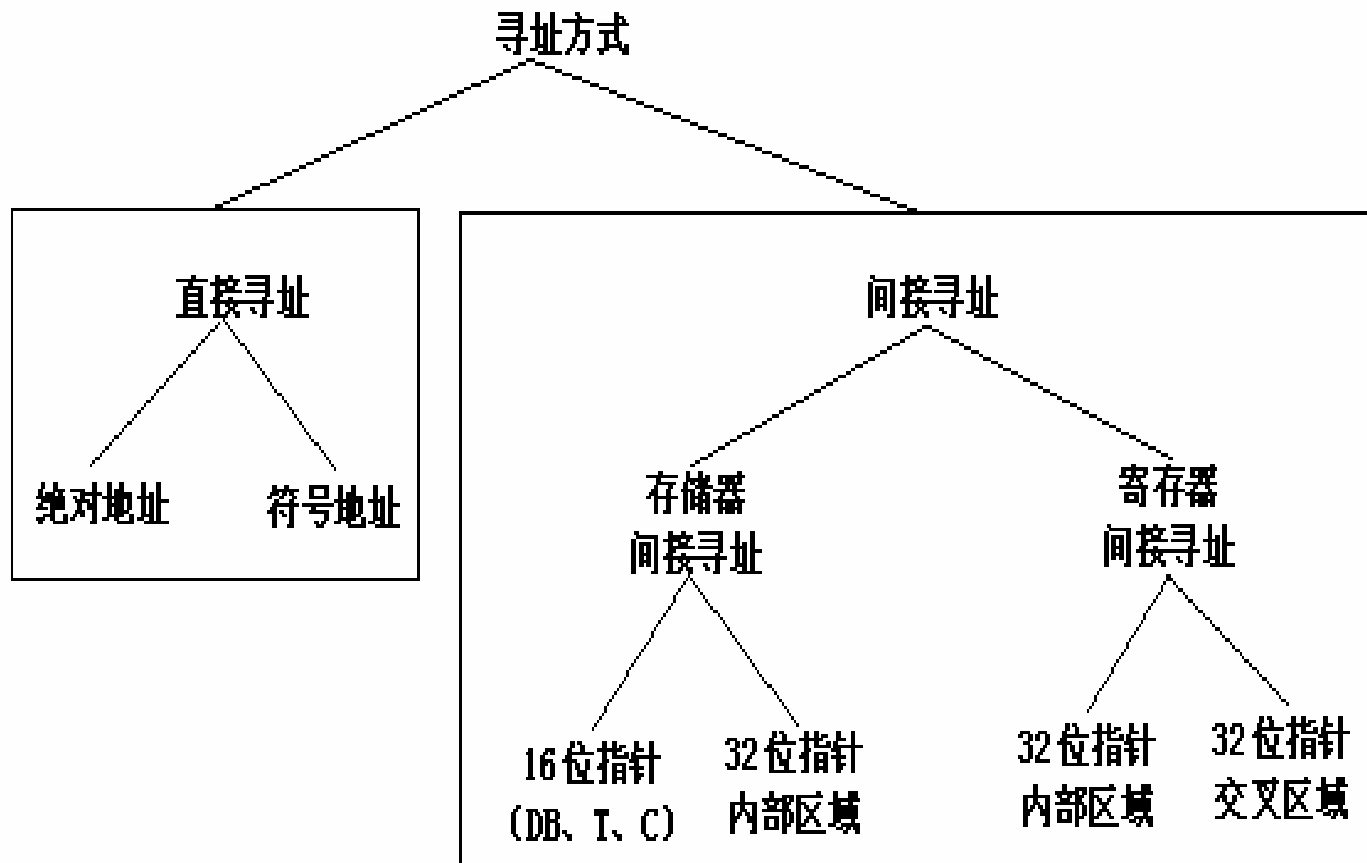 寻址方式
直接寻址
间接寻址
绝对地址
符号地址
存储器
间接寻址
寄存器
间接寻址
16位指针
(DB、T、C)
32位指针
内部区域
32位指针
内部区域
32位指针
交叉区域